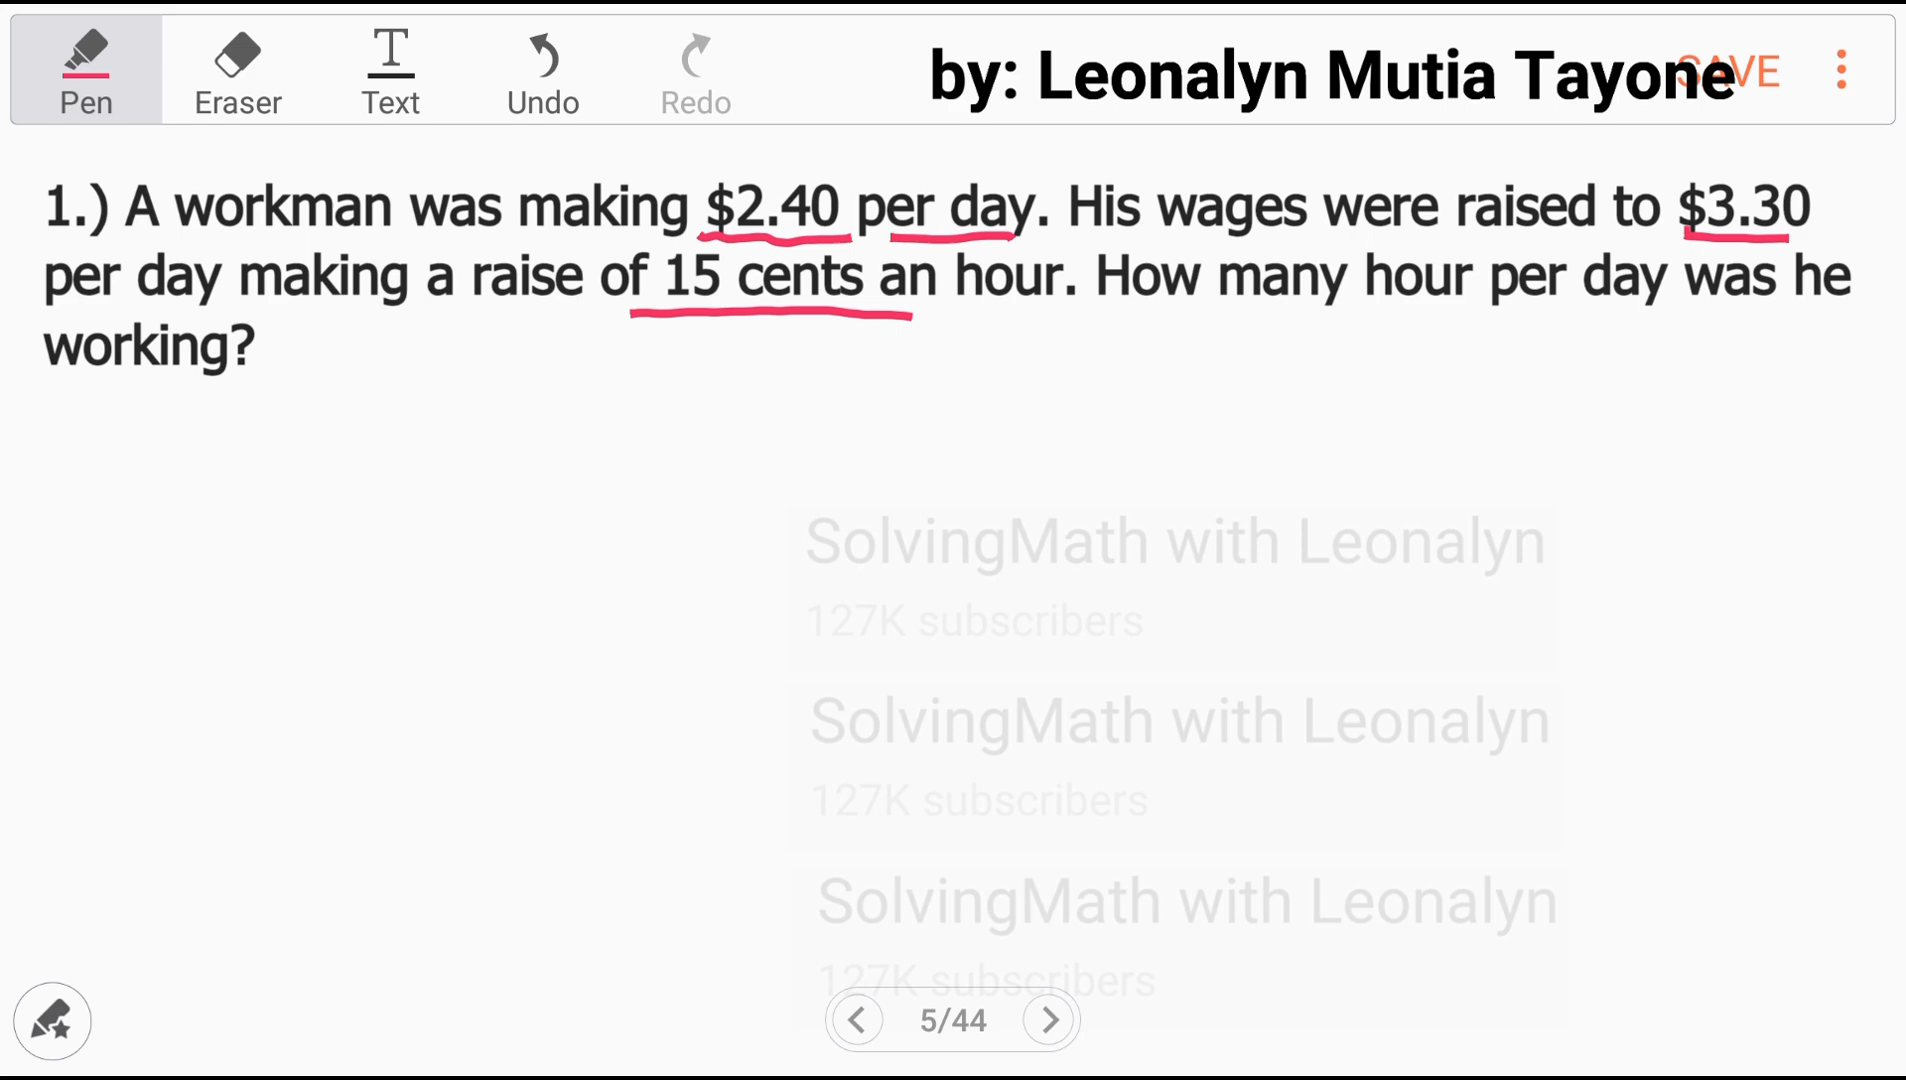 Pen
Eraser
T
Text
Undo
Redo
by: Leonalyn Mutia Tayone
SAVE
1.) A workman was making $2.40 per day. His wages were raised to $3.30
per day making a raise of 15 cents an hour. How many hour per day was he
working?
SolvingMath with Leonalyn
127K subscribers
SolvingMath with Leonalyn
127K subscribers
SolvingMath with Leonalyn
127K subscribers
5/44